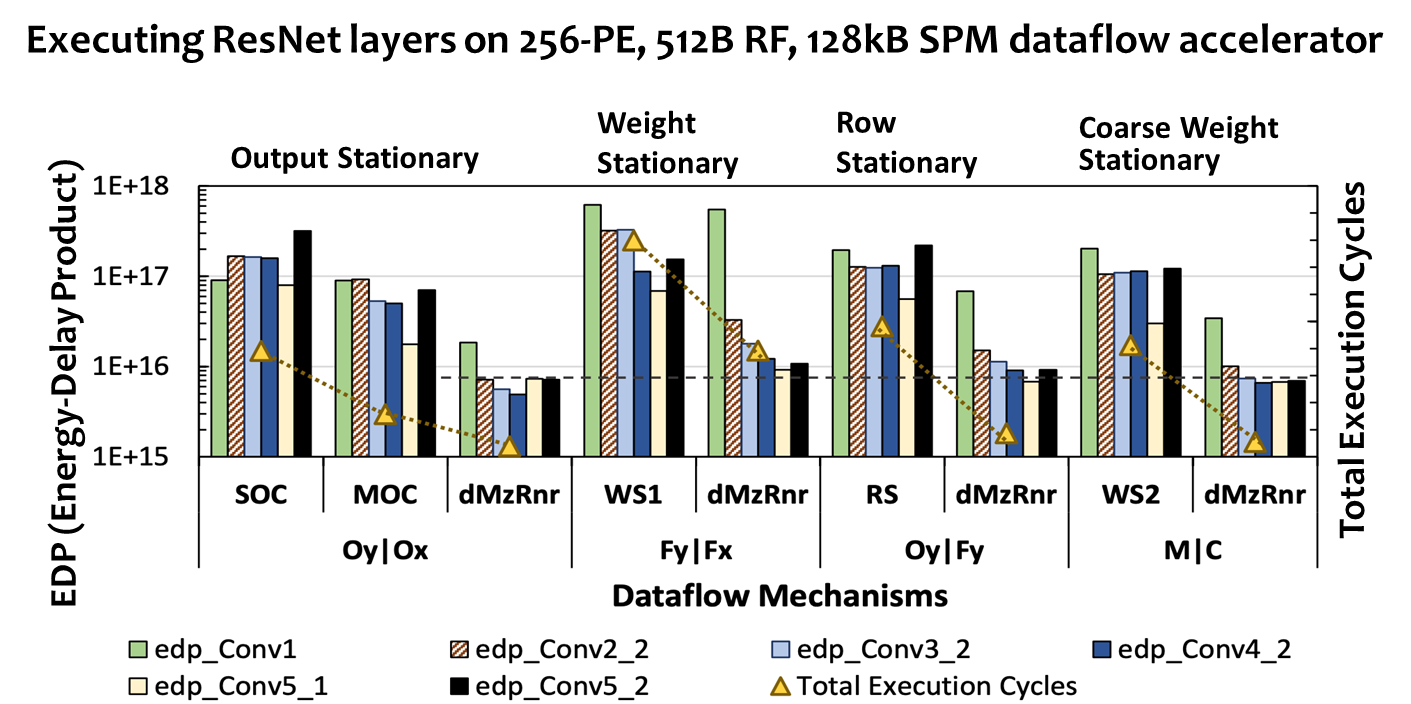 Executing ResNet layers on 256-PE, 512B RF, 128kB SPM dataflow accelerator
Output Stationary
Weight
Stationary
Row
Stationary
Coarse Weight
Stationary
EDP (Energy-Delay Product)
1E+18
1E+17
1E+16
1E+15
Total Execution Cycles
SOC MOC dMzRnr WS1 dMzRnr RS dMzRnr WS2 dMzRnr
Oy|Ox Fy|Fx Oy|Fy M|C
Dataflow Mechanisms
edp_Conv1 edp_Conv2_2 edp_Conv3_2 edp_Conv4_2
edp_Conv5_1 edp_Conv5_2 Total Execution Cycles